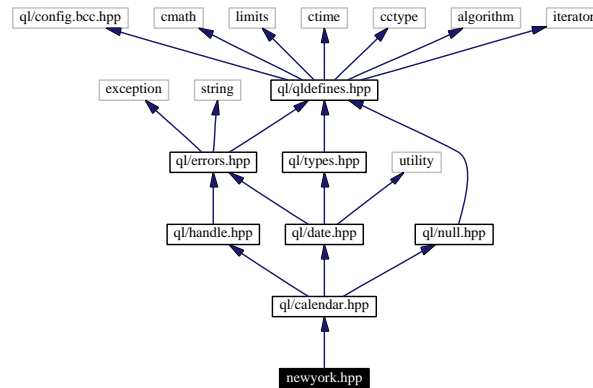 ql/config.bcc.hpp
cmath
limits
ctime
cctype
algorithm
iterator
exception
string
ql/qldefines.hpp
ql/errors.hpp
ql/types.hpp
utility
ql/handle.hpp
ql/date.hpp
ql/null.hpp
ql/calendar.hpp
newyork.hpp